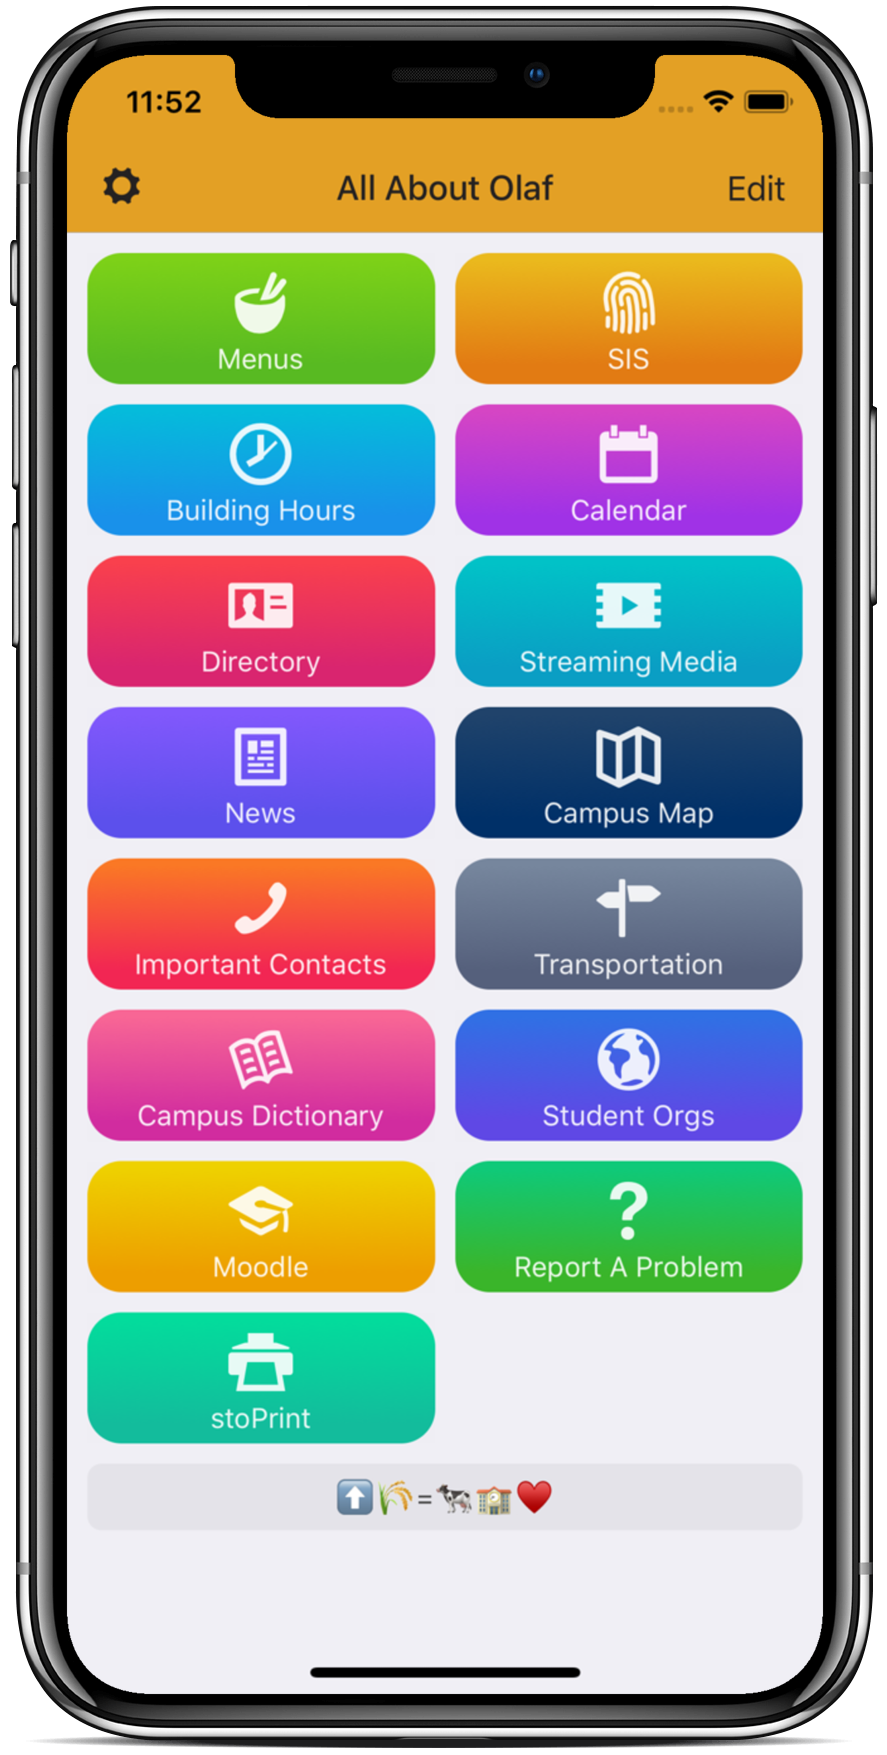 11:52
All About Olaf Edit
Menus SIS
Building Hours Calendar
Directory Streaming Media
News Campus Map
Important Contacts Transportation
Campus Dictionary Student Orgs
Moodle Report A Problem
stoPrint
⬆️🌾=🐄🏫♥️